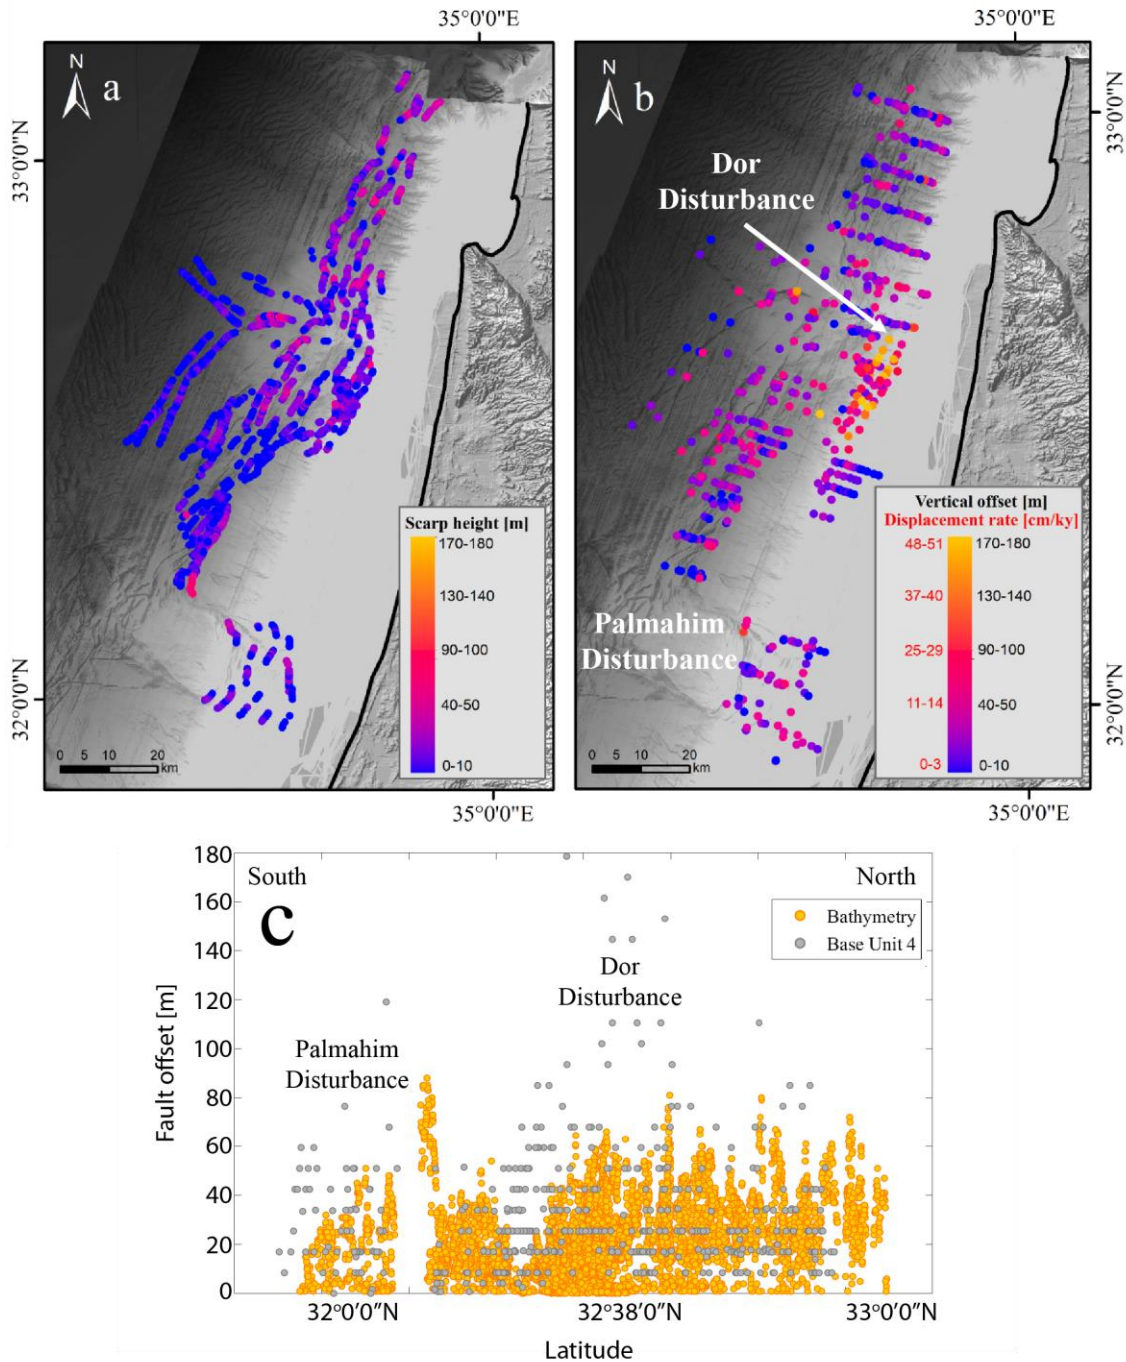 35°0'0"E
35°0'0"E
N
a
33°0'0"N
32°0'0"N
Scarp height [m]
170-180
130-140
90-100
40-50
0-10
0 5 10 20
km
35°0'0"E
N
b
Dor
Disturbance
33°0'0"N
Palmahim
Disturbance
Vertical offset [m]
Displacement rate [cm/ky]
48-51 170-180
37-40 130-140
25-29 90-100
11-14 40-50
0-3 0-10
32°0'0"N
0 5 10 20
km
35°0'0"E
180
160
140
120
100
80
60
40
20
0
Fault offset [m]
South
North
c
Bathymetry
Base Unit 4
Dor
Disturbance
Palmahim
Disturbance
32°0'0"N 32°38'0'N 33°0'0"N
Latitude